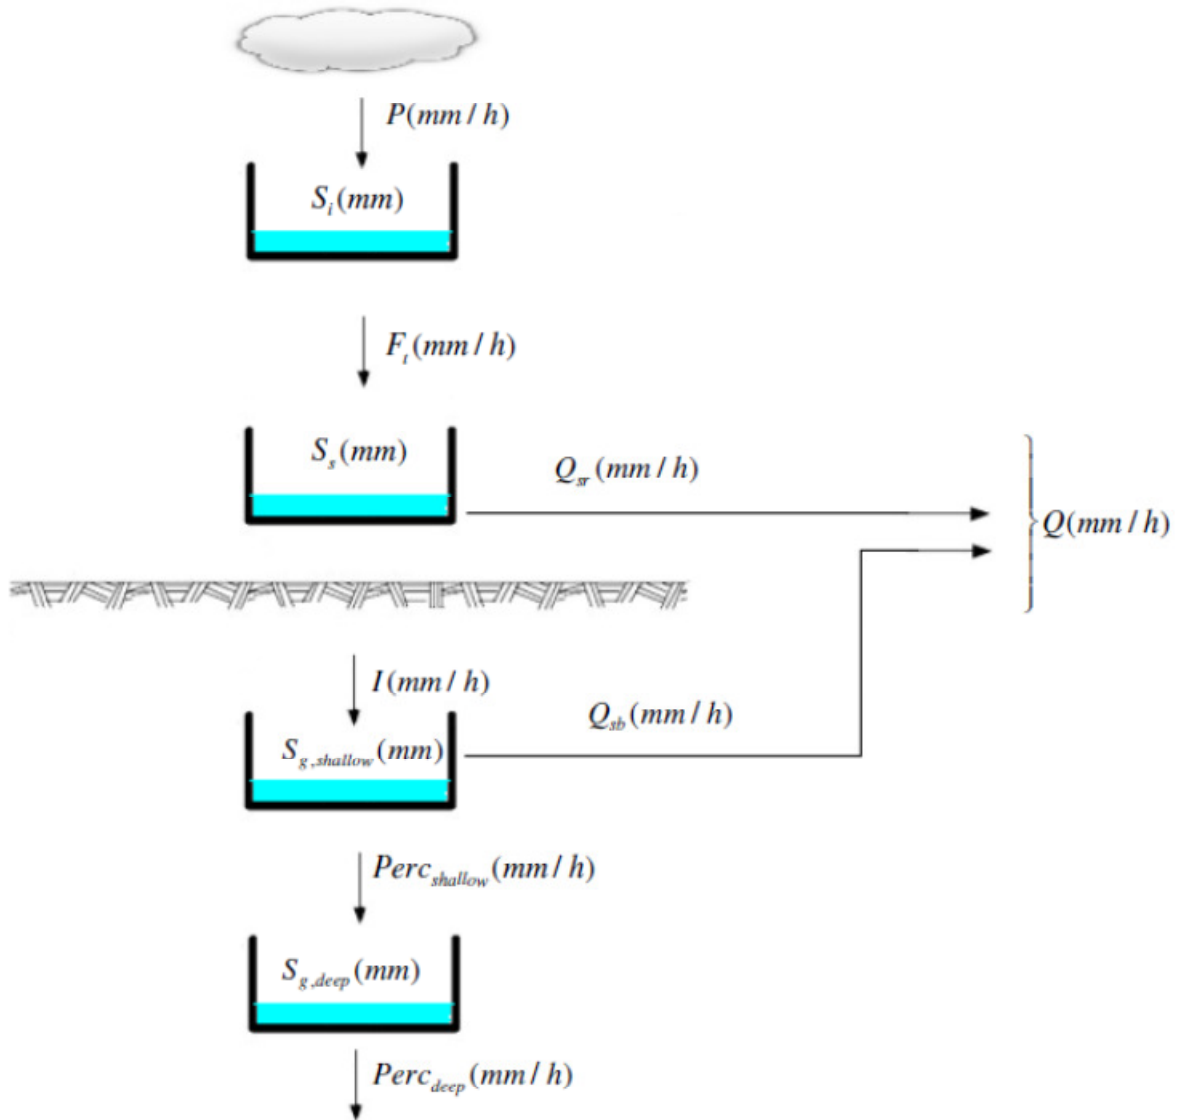 P(mm / h)
S_i(mm)
F_t(mm / h)
S_s(mm)
Q_sr(mm / h)
Q(mm / h)
I(mm / h)
Q_sb(mm / h)
S_g,shallow(mm)
Perc_shallow(mm / h)
S_g,deep(mm)
Perc_deep(mm / h)